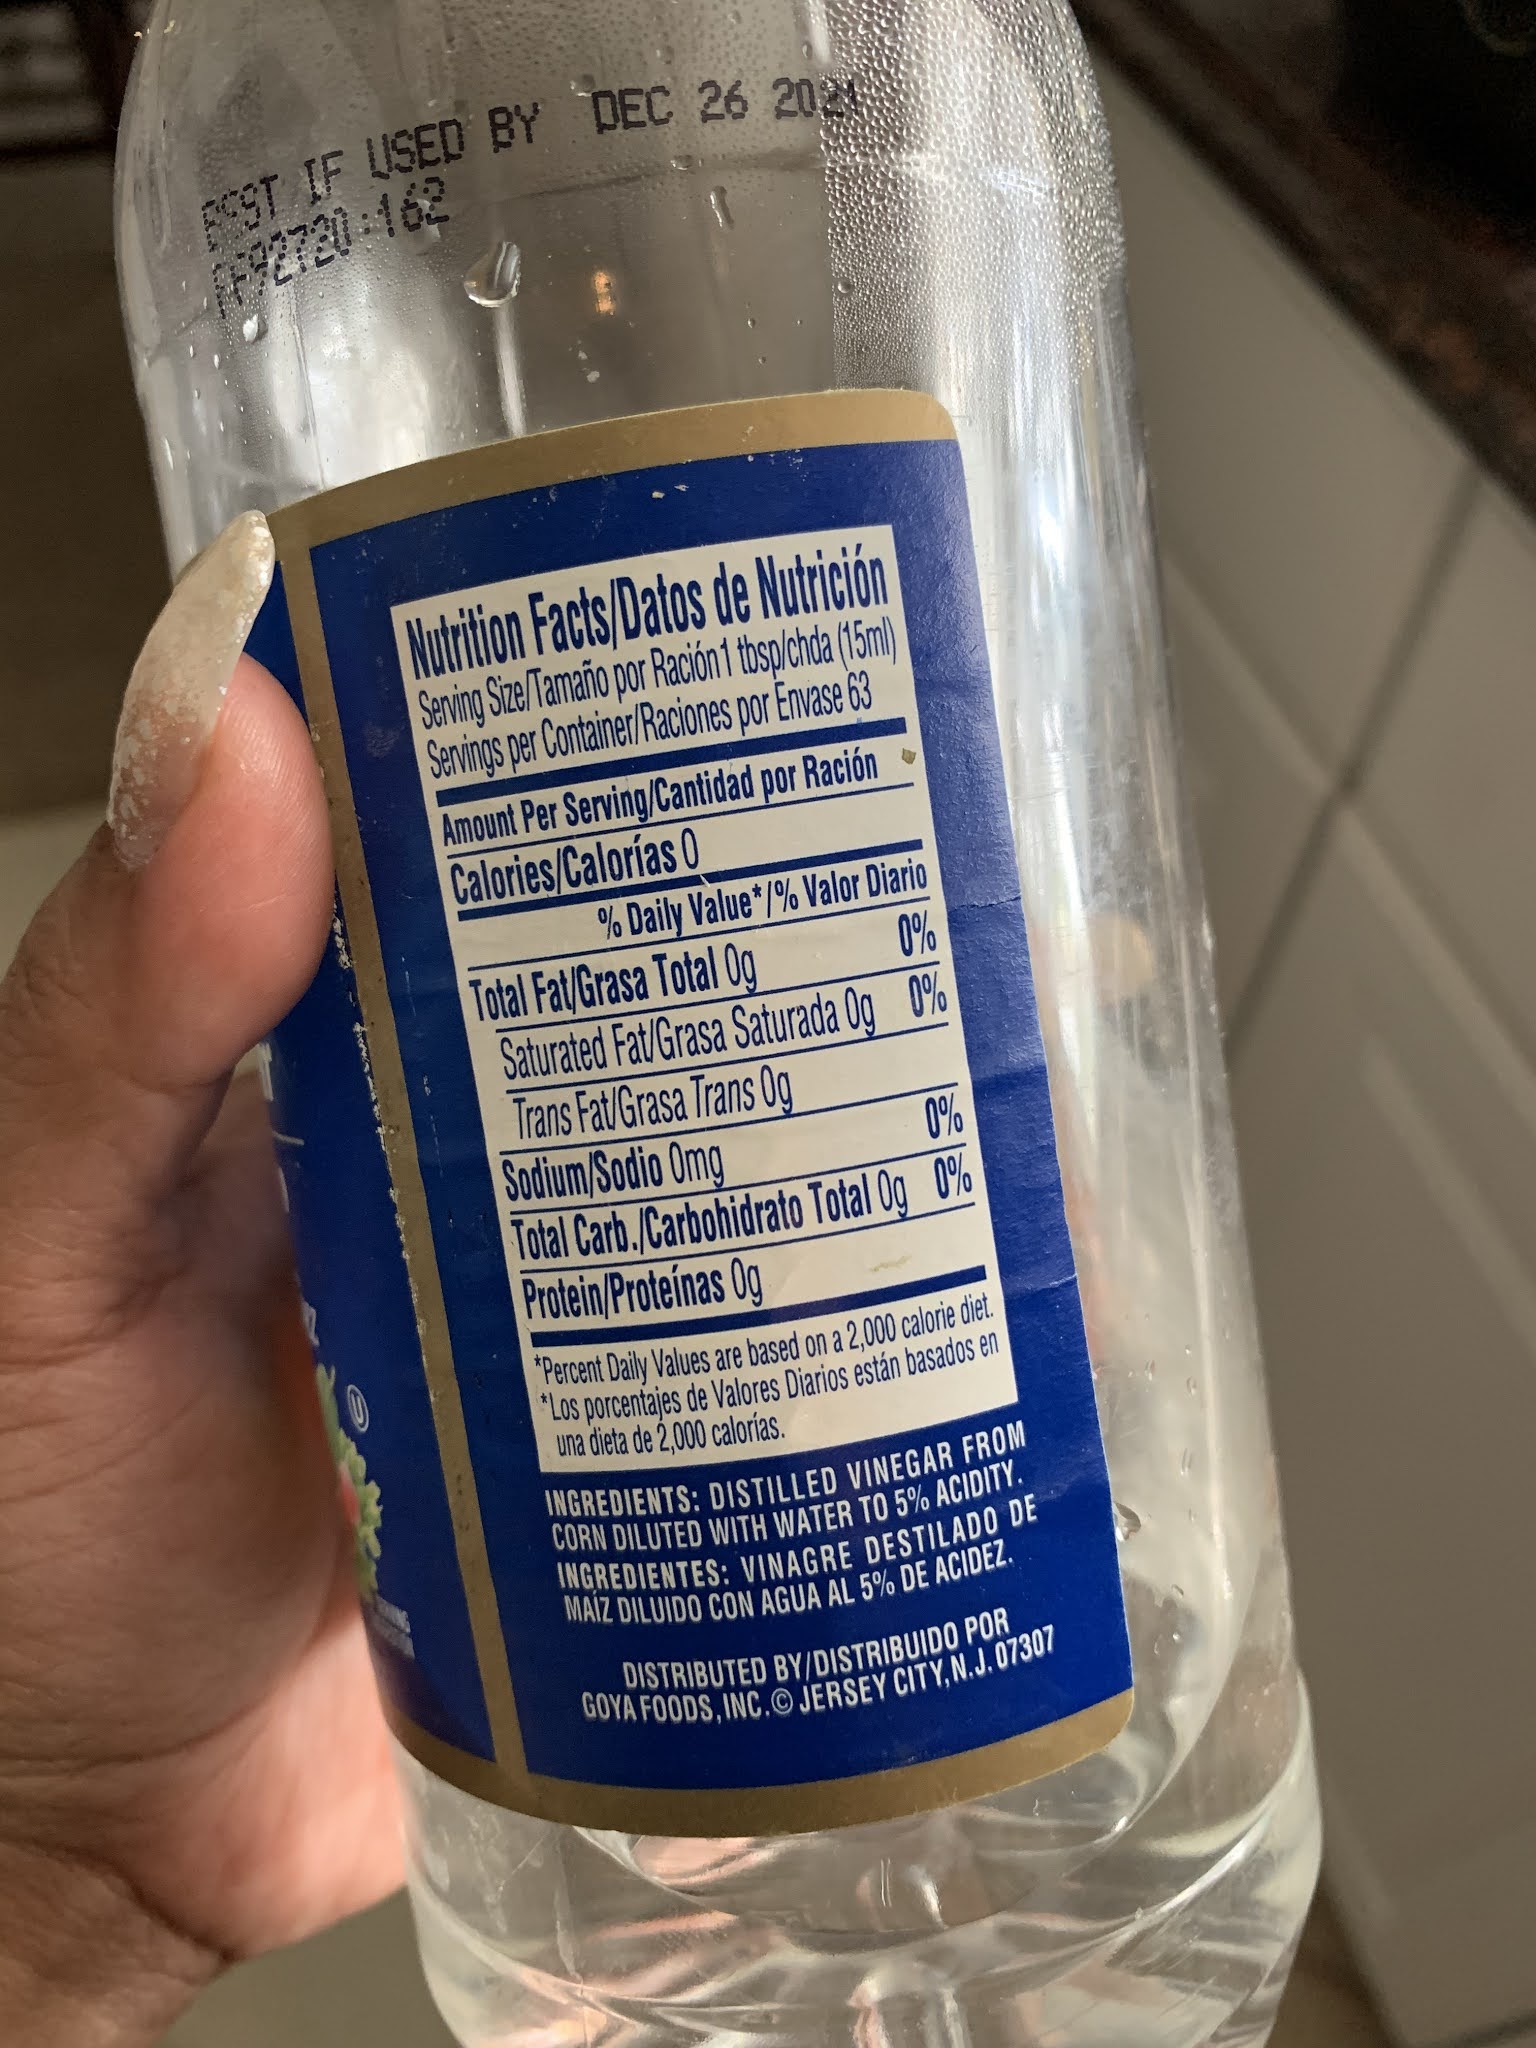 BEST IF USED BY DEC 26 2021
Nutrition Facts/Datos de Nutrición
Serving Size/Tamaño por Ración 1 tbsp/chda (15ml)
Servings per Container/Raciones por Envase 63
Amount Per Serving/Cantidad por Ración
Calories/Calorías 0
% Daily Value*/% Valor Diario
Total Fat/Grasa Total 0g 0%
Saturated Fat/Grasa Saturada 0g 0%
Trans Fat/Grasa Trans 0g
Sodium/Sodio 0mg 0%
Total Carb./Carbohidrato Total 0g 0%
Protein/Proteínas 0g
*Percent Daily Values are based on a 2,000 calorie diet.
*Los porcentajes de Valores Diarios están basados en
una dieta de 2,000 calorías.
INGREDIENTS: DISTILLED VINEGAR FROM
CORN DILUTED WITH WATER TO 5% ACIDITY.
INGREDIENTES: VINAGRE DESTILADO DE
MAÍZ DILUIDO CON AGUA AL 5% DE ACIDEZ.
DISTRIBUTED BY/DISTRIBUIDO POR
GOYA FOODS, INC.© JERSEY CITY, N.J. 07307